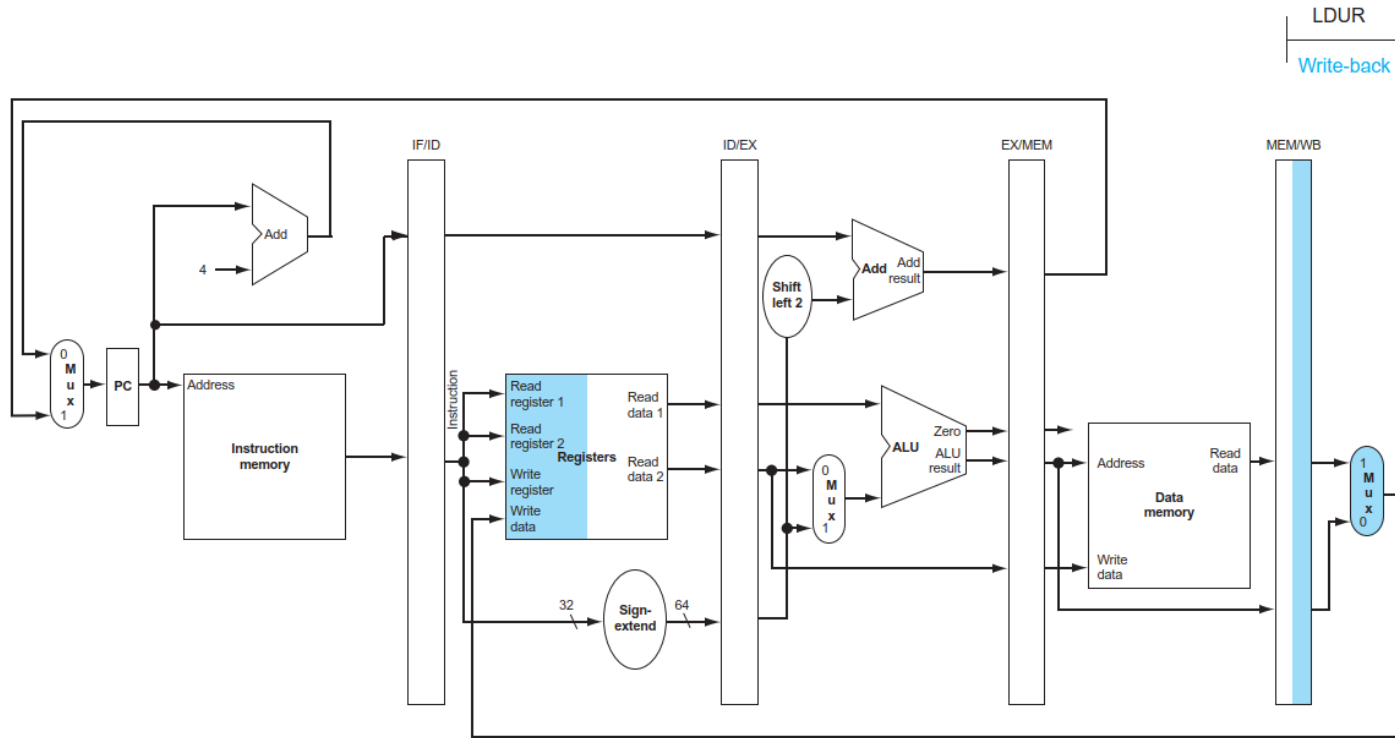 LDUR
Write-back
IF/ID
ID/EX
EX/MEM
MEM/WB
Add
4
Shift
left 2
Add
Add
result
0
M
u
x
1
PC
Address
Instruction
memory
Instruction
Read
register 1
Read
register 2
Write
register
Write
data
Registers
Read
data 1
Read
data 2
32
Sign-
extend
64
0
M
u
x
1
ALU
Zero
ALU
result
Address
Read
data
Data
memory
Write
data
1
M
u
x
0